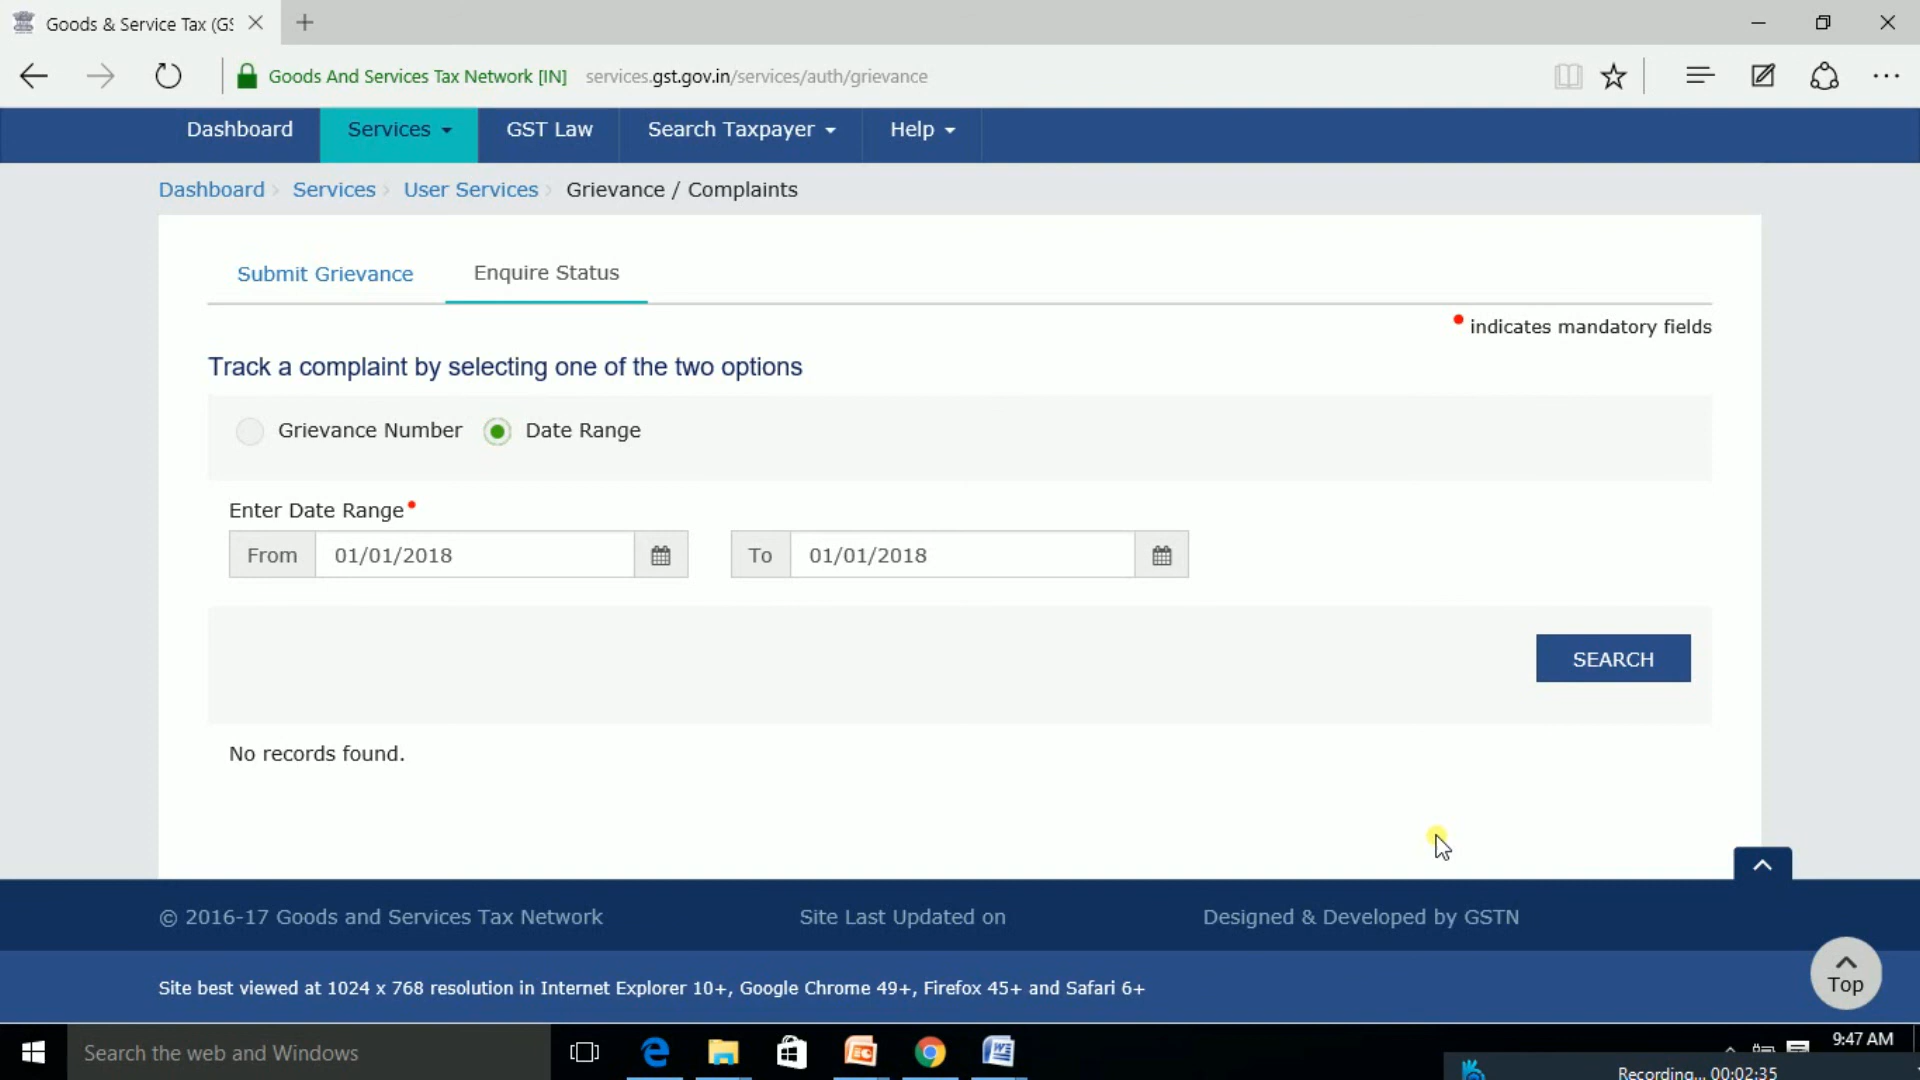 Goods & Service Tax (GS
Goods And Services Tax Network [IN] services.gst.gov.in/services/auth/grievance
Dashboard Services GST Law Search Taxpayer Help
Dashboard Services User Services Grievance / Complaints
Submit Grievance Enquire Status
indicates mandatory fields
Track a complaint by selecting one of the two options
Grievance Number Date Range
Enter Date Range
From 01/01/2018 To 01/01/2018
SEARCH
No records found.
© 2016-17 Goods and Services Tax Network Site Last Updated on Designed & Developed by GSTN
Top
Site best viewed at 1024 x 768 resolution in Internet Explorer 10+, Google Chrome 49+, Firefox 45+ and Safari 6+
Search the web and Windows
9:47 AM
Recording... 00:02:35